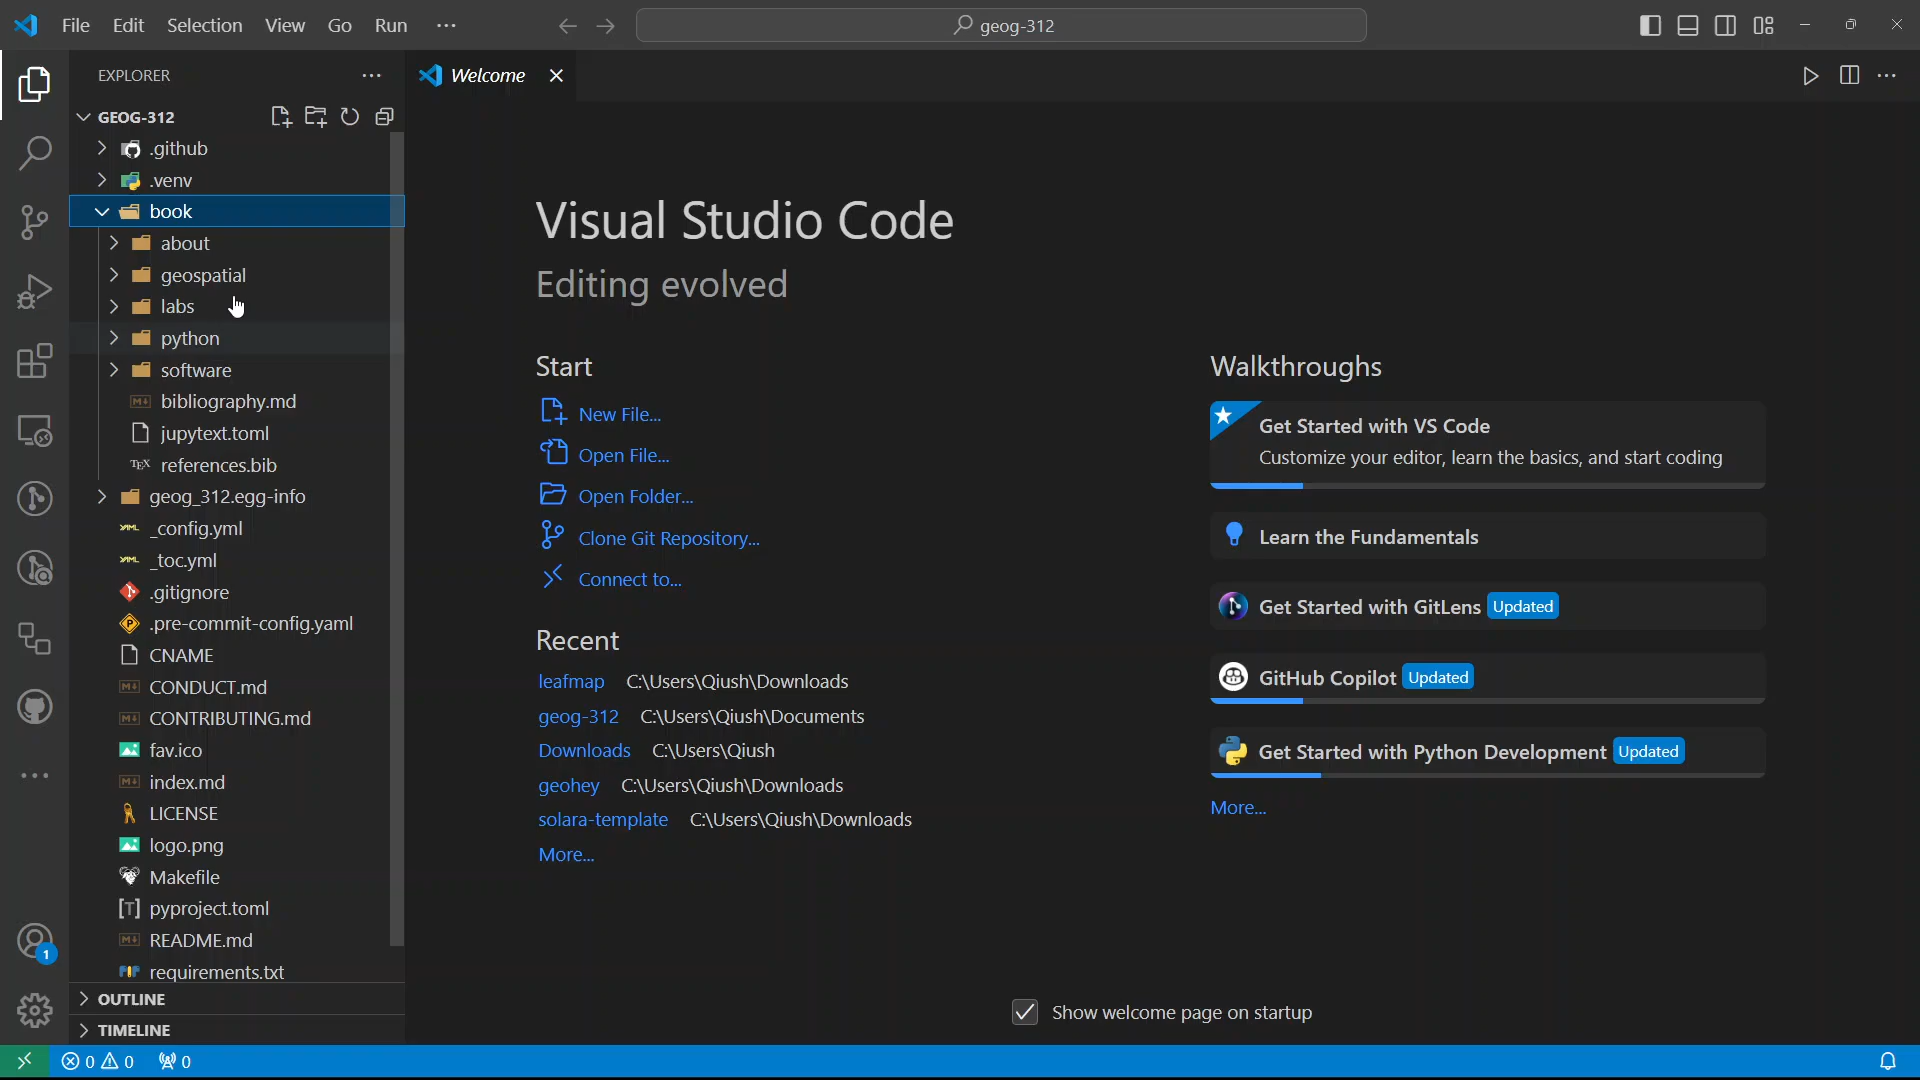 File Edit Selection View Go Run ··· geog-312
EXPLORER ···
Welcome
GEOG-312
.github
.venv
book
about
geospatial
labs
python
software
bibliography.md
jupytext.toml
TEX references.bib
geog_312.egg-info
YAML _config.yml
YAML _toc.yml
.gitignore
.pre-commit-config.yaml
CNAME
CONDUCT.md
CONTRIBUTING.md
fav.ico
index.md
LICENSE
logo.png
Makefile
[T] pyproject.toml
README.md
requirements.txt
OUTLINE
TIMELINE
Visual Studio Code
Editing evolved
Start
New File...
Open File...
Open Folder...
Clone Git Repository...
Connect to...
Recent
leafmap C:\Users\Qiush\Downloads
geog-312 C:\Users\Qiush\Documents
Downloads C:\Users\Qiush
geohey C:\Users\Qiush\Downloads
solara-template C:\Users\Qiush\Downloads
More...
Walkthroughs
Get Started with VS Code
Customize your editor, learn the basics, and start coding
Learn the Fundamentals
Get Started with GitLens Updated
GitHub Copilot Updated
Get Started with Python Development Updated
More...
Show welcome page on startup
1
0 0 0